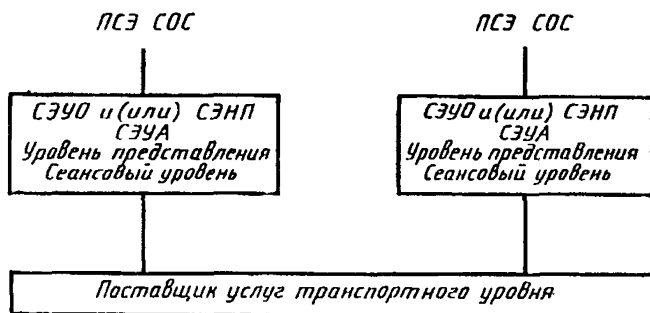 ПСЭ СОС
СЭУО и(или) СЭНП
СЭУА
Уровень представления
Сеансовый уровень
ПСЭ СОС
СЭУО и(или) СЭНП
СЭУА
Уровень представления
Сеансовый уровень
Поставщик услуг транспортного уровня